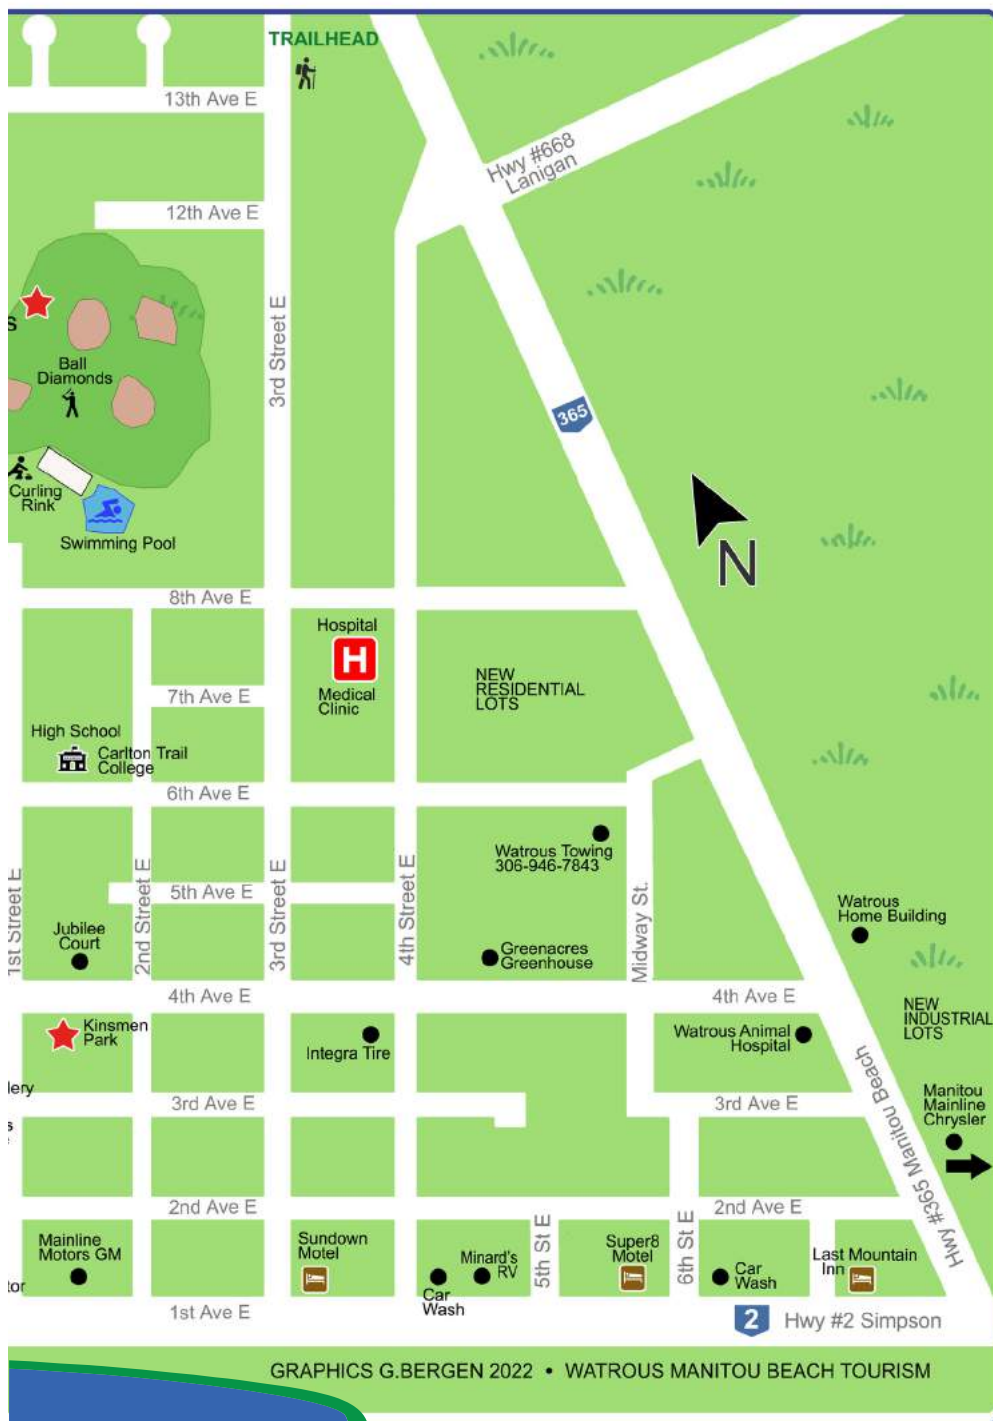 TRAILHEAD
13th Ave E
Hwy #668
Lanigan
12th Ave E
3rd Street E
S
Ball
Diamonds
365
Curling
Rink
N
Swimming Pool
8th Ave E
Hospital
H
Medical
Clinic
NEW
RESIDENTIAL
LOTS
7th Ave E
High School
Carlton Trail
College
6th Ave E
Watrous Towing
306-946-7843
5th Ave E
1st Street E
2nd Street E
3rd Street E
4th Street E
Midway St.
Watrous
Home Building
Jubilee
Court
Greenacres
Greenhouse
4th Ave E
4th Ave E
NEW
INDUSTRIAL
LOTS
Kinsmen
Park
Integra Tire
Watrous Animal
Hospital
lery
3rd Ave E
3rd Ave E
Manitou
Mainline
Chrysler
s
Hwy #365 Manitou Beach
2nd Ave E
2nd Ave E
Mainline
Motors GM
Sundown
Motel
Minard's
RV
5th St E
Super8
Motel
6th St E
Car
Wash
Last Mountain
Inn
tor
Car
Wash
1st Ave E
2
Hwy #2 Simpson
GRAPHICS G.BERGEN 2022 • WATROUS MANITOU BEACH TOURISM